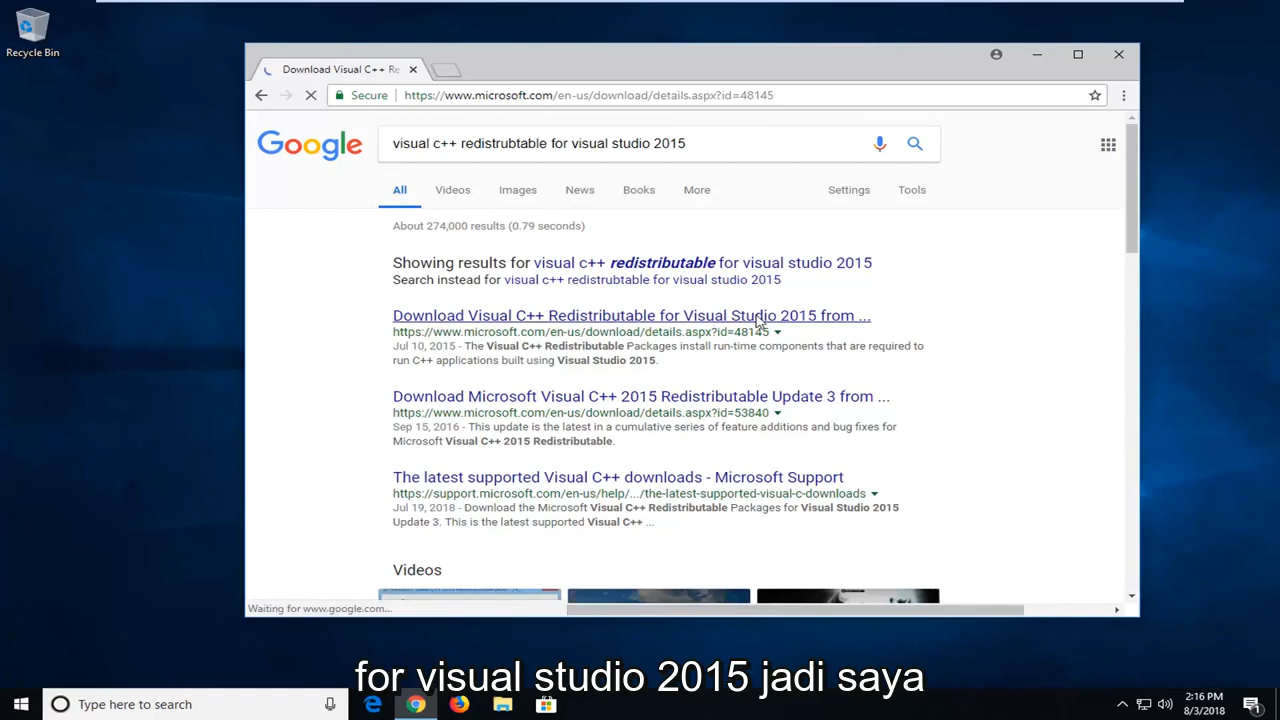 Recycle Bin
Download Visual C++ Re
Secure
https://www.microsoft.com/en-us/download/details.aspx?id=48145
Google
visual c++ redistrubtable for visual studio 2015
All Videos Images News Books More Settings Tools
About 274,000 results (0.79 seconds)
Showing results for visual c++ redistributable for visual studio 2015
Search instead for visual c++ redistrubtable for visual studio 2015
Download Visual C++ Redistributable for Visual Studio 2015 from ...
https://www.microsoft.com/en-us/download/details.aspx?id=48145
Jul 10, 2015 - The Visual C++ Redistributable Packages install run-time components that are required to
run C++ applications built using Visual Studio 2015.
Download Microsoft Visual C++ 2015 Redistributable Update 3 from ...
https://www.microsoft.com/en-us/download/details.aspx?id=53840
Sep 15, 2016 - This update is the latest in a cumulative series of feature additions and bug fixes for
Microsoft Visual C++ 2015 Redistributable.
The latest supported Visual C++ downloads - Microsoft Support
https://support.microsoft.com/en-us/help/.../the-latest-supported-visual-c-downloads
Jul 19, 2018 - Download the Microsoft Visual C++ Redistributable Packages for Visual Studio 2015
Update 3. This is the latest supported Visual C++ ...
Videos
Waiting for www.google.com...
for visual studio 2015 jadi saya
Type here to search
2:16 PM
8/3/2018
1